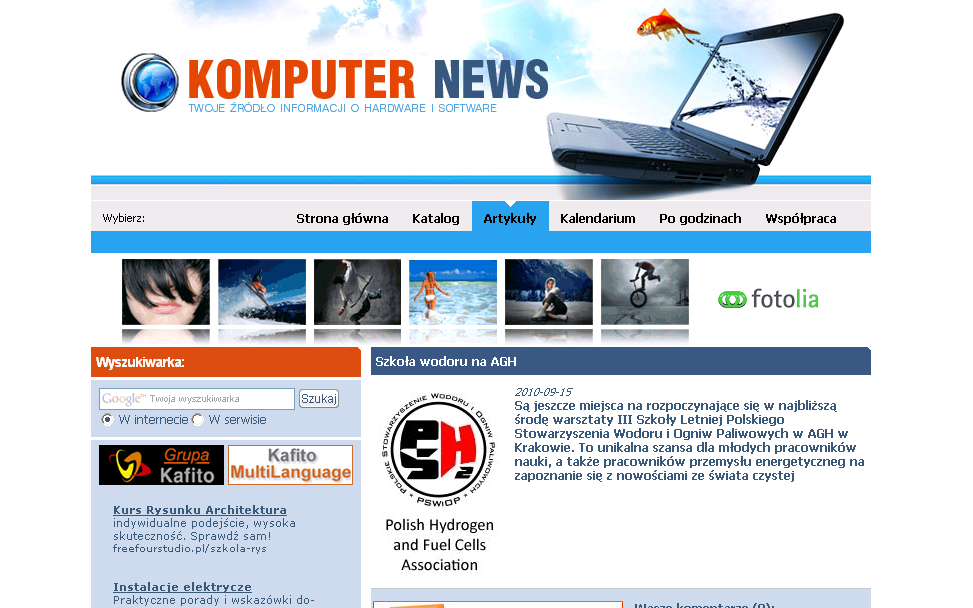 KOMPUTER NEWS
TWOJE ŹRÓDŁO INFORMACJI O HARDWARE I SOFTWARE
Wybierz:
Strona główna
Katalog
Artykuły
Kalendarium
Po godzinach
Współpraca
fotolia
Wyszukiwarka:
Google™ Twoja wyszukiwarka
Szukaj
W internecie
W serwisie
Grupa
Kafito
Kafito
MultiLanguage
Kurs Rysunku Architektura
indywidualne podejście, wysoka
skuteczność. Sprawdź sam!
freefourstudio.pl/szkola-rys
Instalacje elektrycze
Praktyczne porady i wskazówki do-
Szkoła wodoru na AGH
POLSKIE STOWARZYSZENIE WODORU I OGNIW PALIWOWYCH
PSH2
PSWiOP
Polish Hydrogen
and Fuel Cells
Association
2010-09-15
Są jeszcze miejsca na rozpoczynające się w najbliższą
środę warsztaty III Szkoły Letniej Polskiego
Stowarzyszenia Wodoru i Ogniw Paliwowych w AGH w
Krakowie. To unikalna szansa dla młodych pracowników
nauki, a także pracowników przemysłu energetyczneg na
zapoznanie się z nowościami ze świata czystej
Wasze komentarze (0):